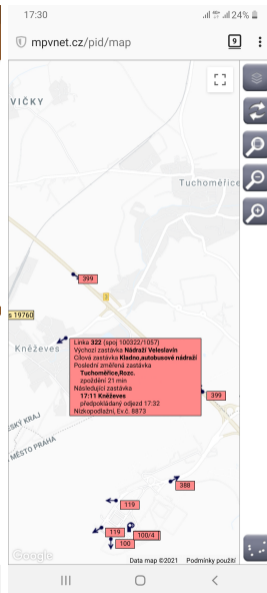 17:30
24%
mpvnet.cz/pid/map
9
VIČKY
Tuchoměřice
399
s 19760
Kněževes
Linka 322 (spoj 100322/1057)
Výchozí zastávka Nádraží Veleslavín
Cílová zastávka Kladno,autobusové nádraží
Poslední změřená zastávka
Tuchoměřice,Rozc.
zpoždění 21 min
Následující zastávka
17:11 Kněževes
předpokládaný odjezd 17:32
Nízkopodlažní, Ev.č. 8873
399
SKÝ KRAJ
MĚSTO PRAHA
388
119
119
100/4
100
Google
Data map ©2021 Podmínky použití